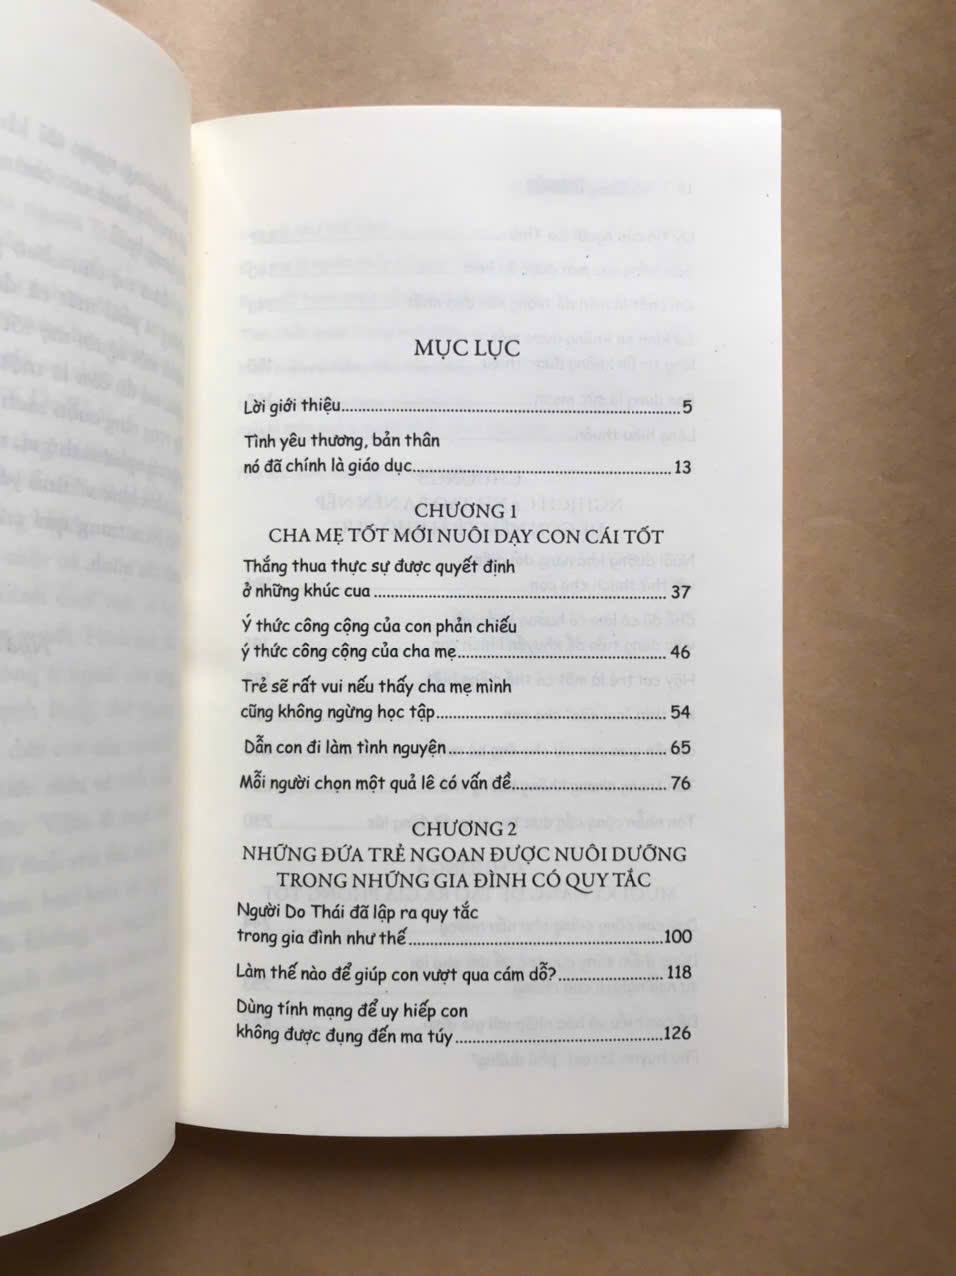 MỤC LỤC
Lời giới thiệu....................5
Tình yêu thương, bản thân
nó đã chính là giáo dục....................13
CHƯƠNG 1
CHA MẸ TỐT MỚI NUÔI DẠY CON CÁI TỐT
Thắng thua thực sự được quyết định
ở những khúc cua....................37
Ý thức công cộng của con phản chiếu
ý thức công cộng của cha mẹ....................46
Trẻ sẽ rất vui nếu thấy cha mẹ mình
cũng không ngừng học tập....................54
Dẫn con đi làm tình nguyện....................65
Mỗi người chọn một quả lê có vấn đề....................76
CHƯƠNG 2
NHỮNG ĐỨA TRẺ NGOAN ĐƯỢC NUÔI DƯỠNG
TRONG NHỮNG GIA ĐÌNH CÓ QUY TẮC
Người Do Thái đã lập ra quy tắc
trong gia đình như thế....................100
Làm thế nào để giúp con vượt qua cám dỗ?....................118
Dùng tính mạng để uy hiếp con
không được đụng đến ma túy....................126